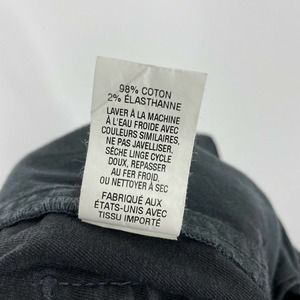 98% COTON
2% ÉLASTHANNE
LAVER À LA MACHINE
À L'EAU FROIDE AVEC
COULEURS SIMILAIRES,
NE PAS JAVELLISER,
SÈCHE LINGE CYCLE
DOUX, REPASSER
AU FER FROID.
OU NETTOYER À SEC
FABRIQUÉ AUX
ÉTATS-UNIS AVEC
TISSU IMPORTÉ